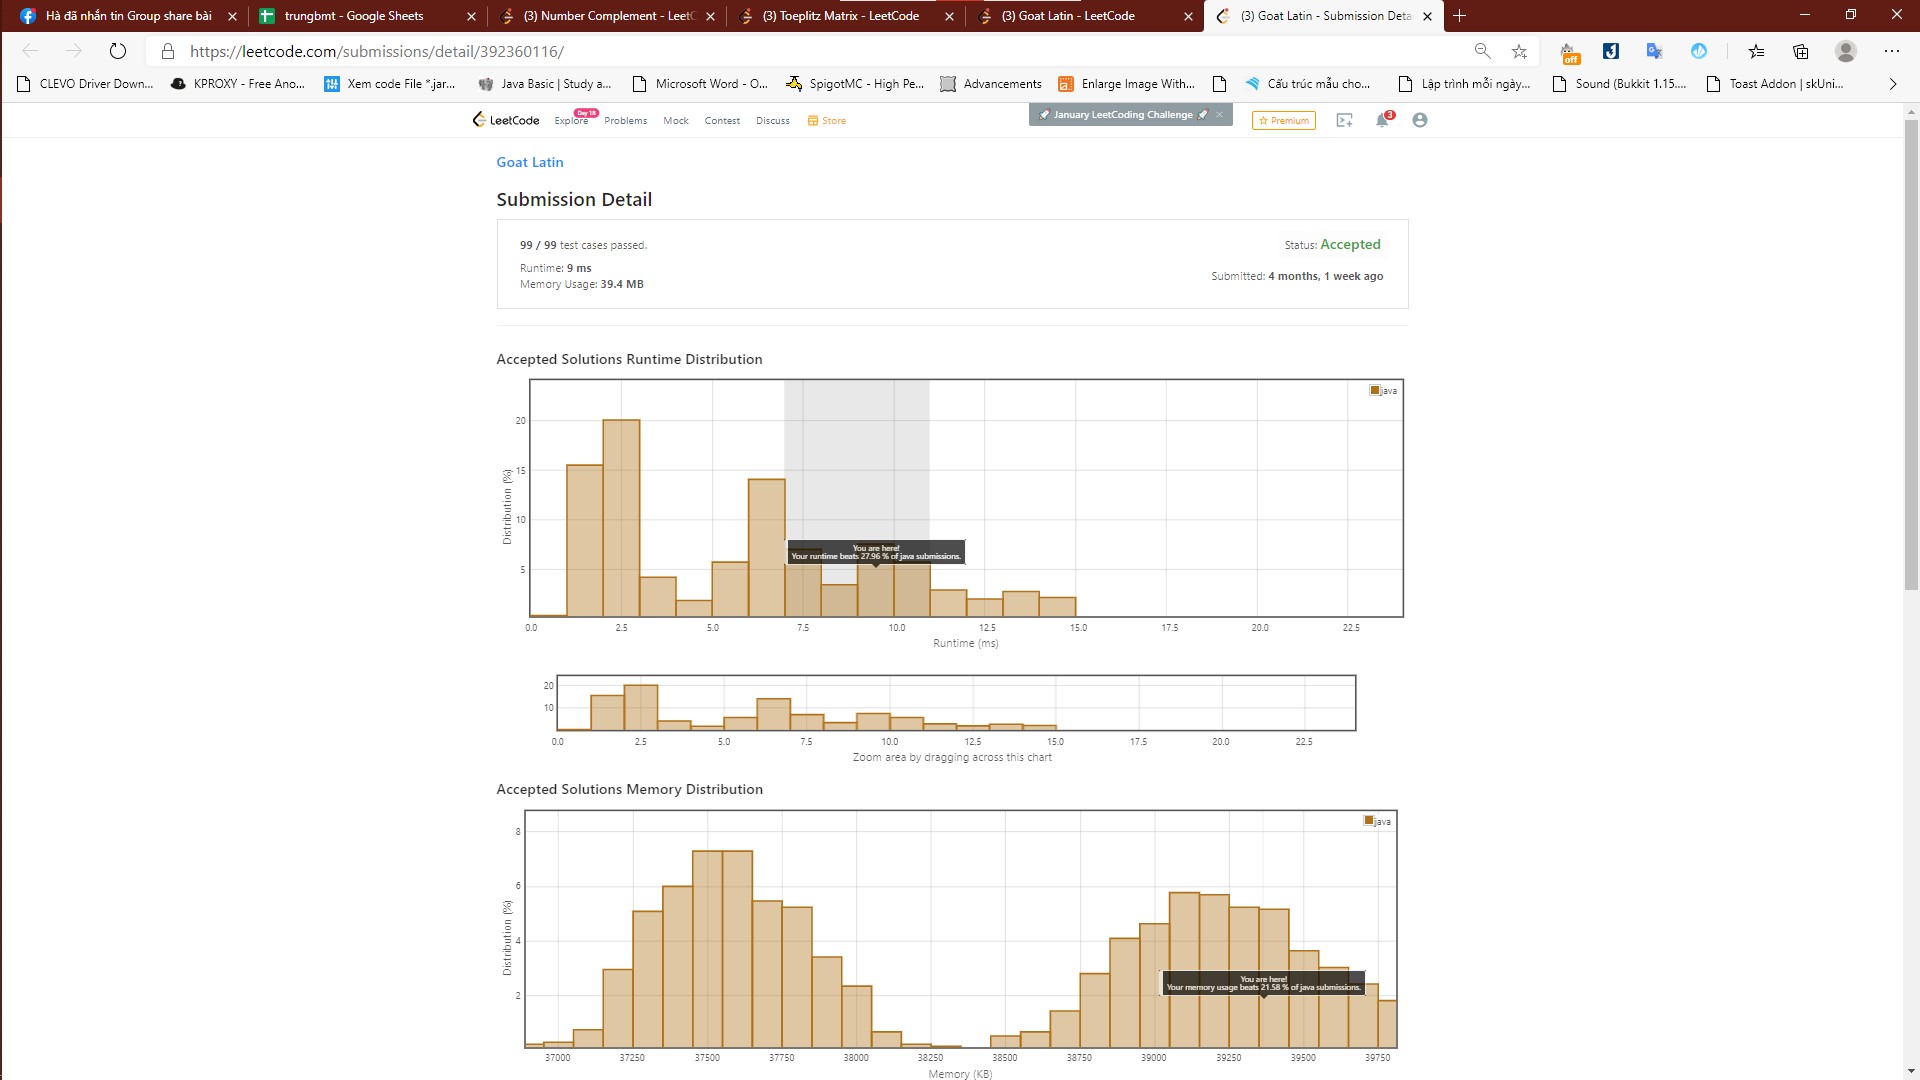 Hà đã nhắn tin Group share bài
trungbmt - Google Sheets
(3) Number Complement - LeetC
(3) Toeplitz Matrix - LeetCode
(3) Goat Latin - LeetCode
(3) Goat Latin - Submission Deta
https://leetcode.com/submissions/detail/392360116/
off
CLEVO Driver Down...
KPROXY - Free Ano...
Xem code File *.jar...
Java Basic | Study a...
Microsoft Word - O...
SpigotMC - High Pe...
Advancements
Enlarge Image With...
Cấu trúc mẫu cho...
Lập trình mỗi ngày...
Sound (Bukkit 1.15....
Toast Addon | skUni...
LeetCode
Explore
Day 18
Problems
Mock
Contest
Discuss
Store
January LeetCoding Challenge
Premium
3
Goat Latin
Submission Detail
99 / 99 test cases passed.
Status: Accepted
Runtime: 9 ms
Submitted: 4 months, 1 week ago
Memory Usage: 39.4 MB
Accepted Solutions Runtime Distribution
java
20
15
10
5
Distribution (%)
You are here!
Your runtime beats 27.96 % of java submissions.
0.0 2.5 5.0 7.5 10.0 12.5 15.0 17.5 20.0 22.5
Runtime (ms)
20
10
0.0 2.5 5.0 7.5 10.0 12.5 15.0 17.5 20.0 22.5
Zoom area by dragging across this chart
Accepted Solutions Memory Distribution
java
8
6
4
2
Distribution (%)
You are here!
Your memory usage beats 21.58 % of java submissions.
37000 37250 37500 37750 38000 38250 38500 38750 39000 39250 39500 39750
Memory (KB)